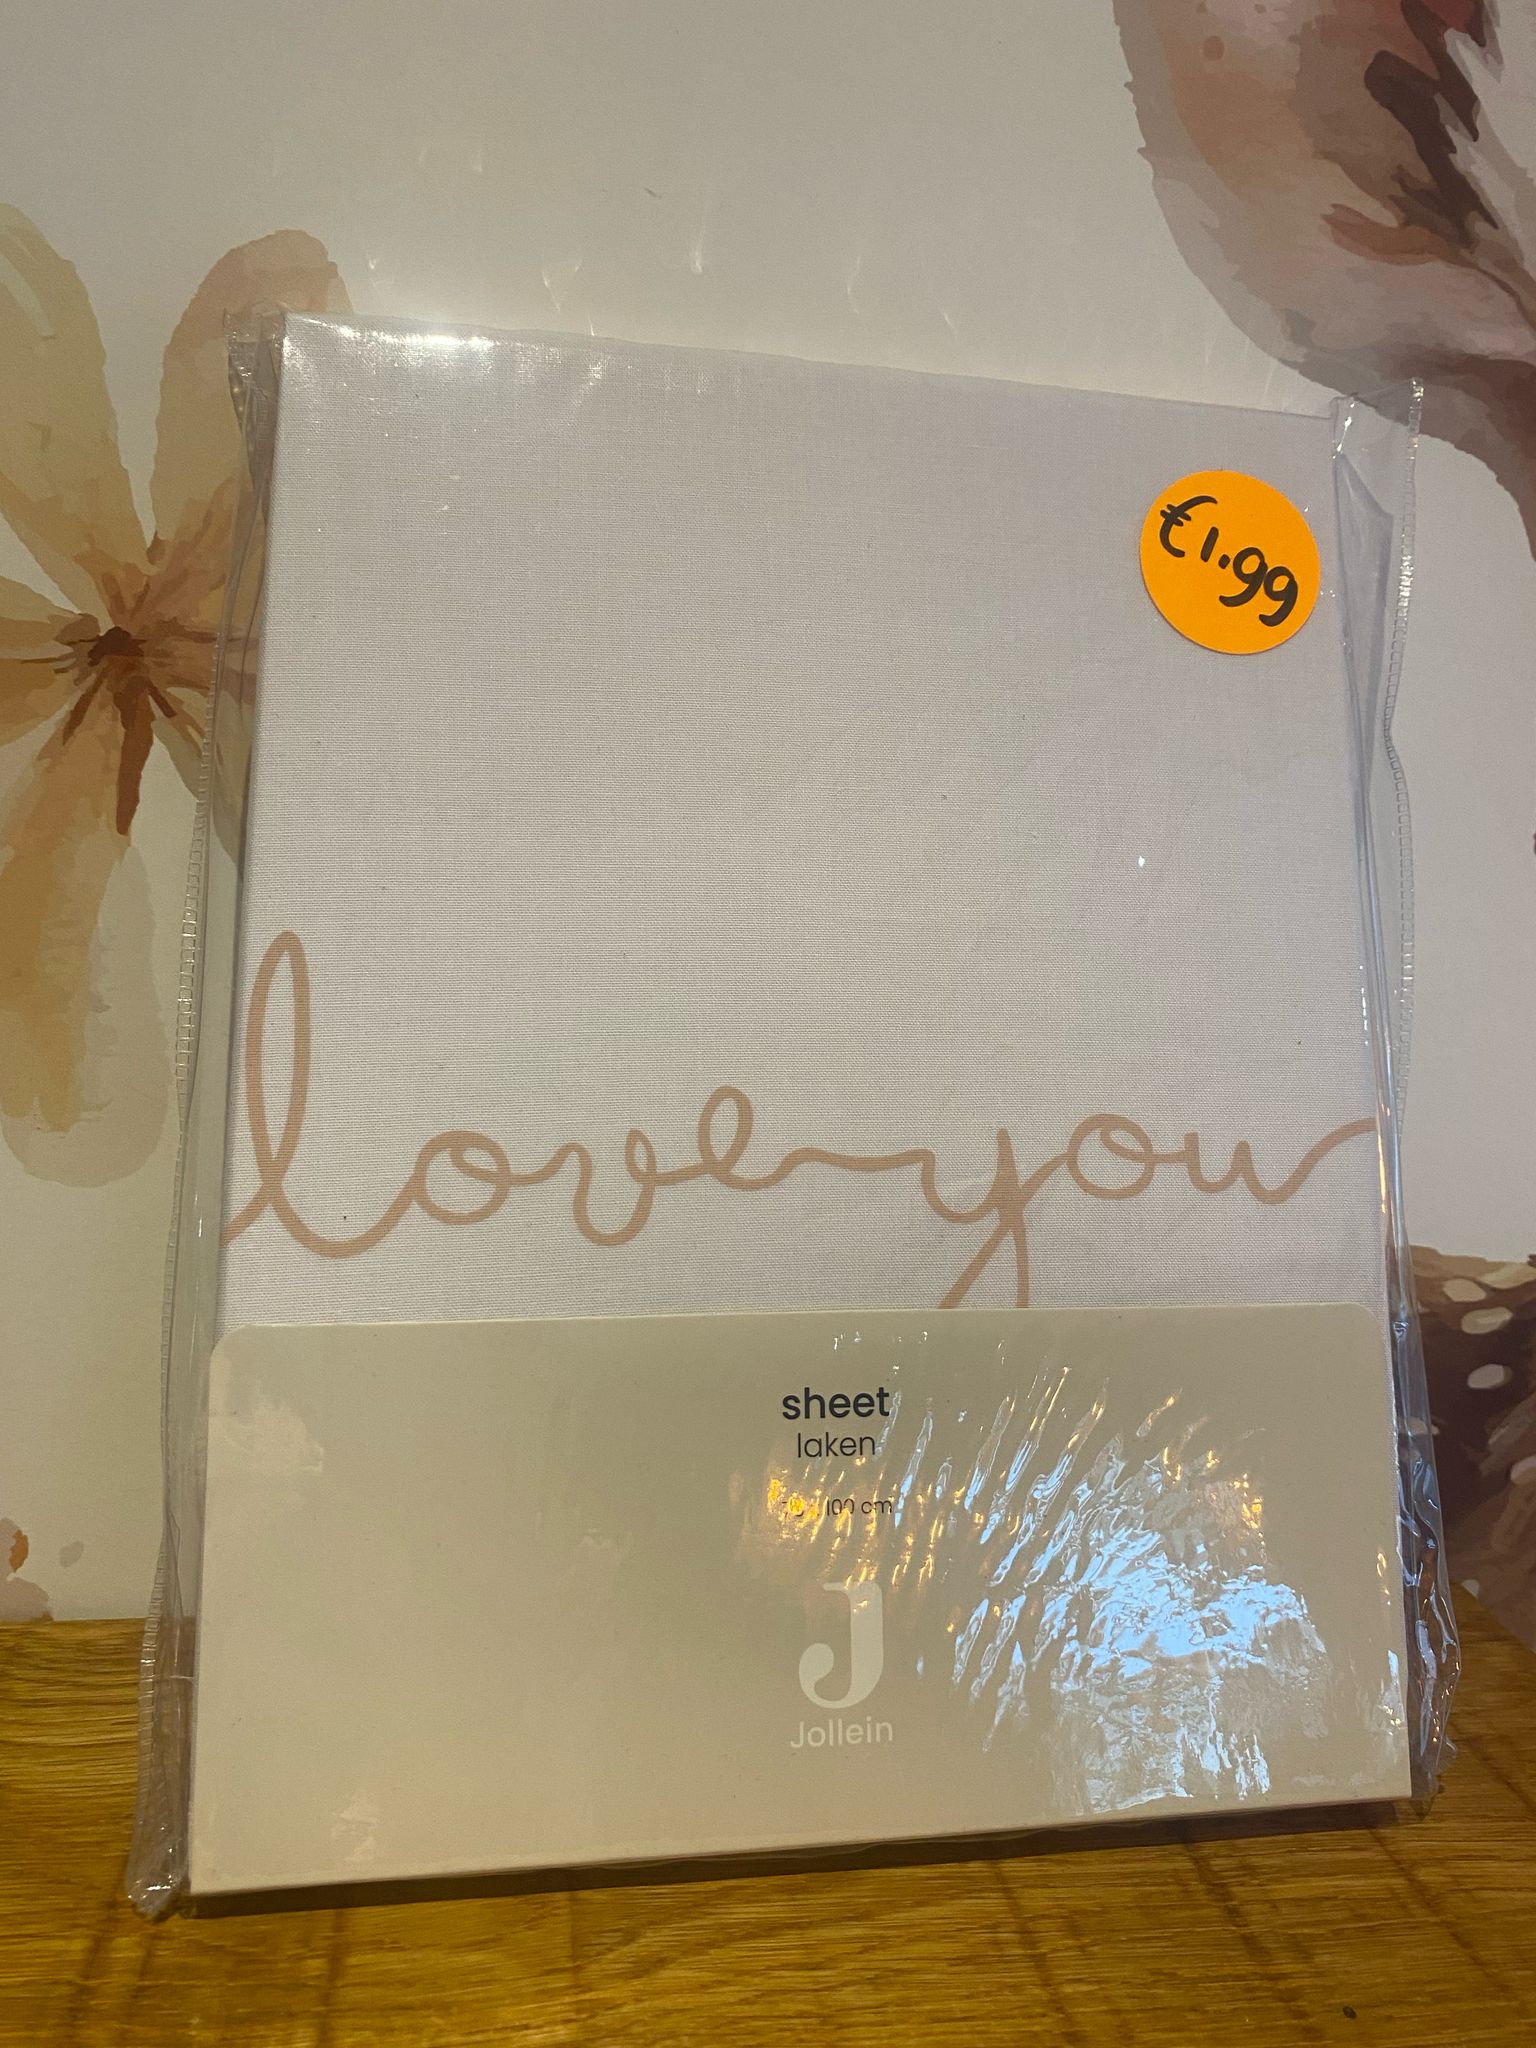 €1.99
love you
sheet
laken
100 cm
J
Jollein